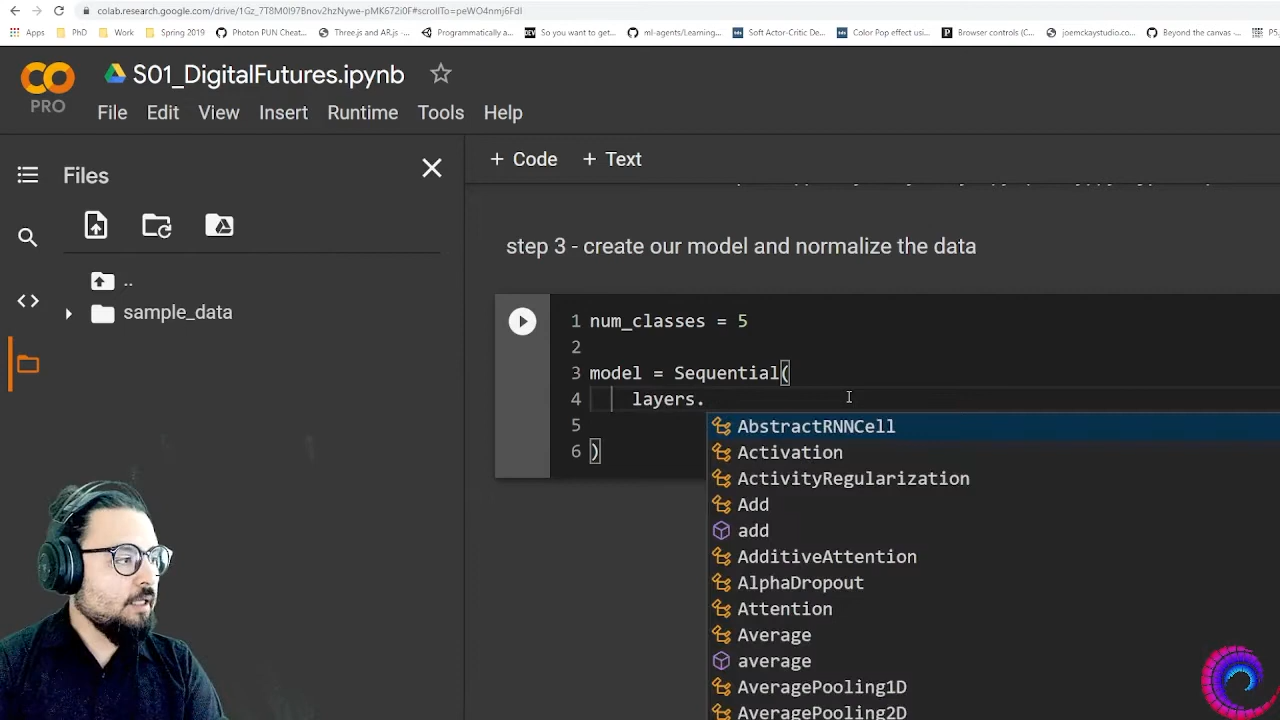 colab.research.google.com/drive/1Gz_7T8M0I97Bnov2hzNywe-pMK672i0F#scrollTo=peWO4nmj6FdI
Apps PhD Work Spring 2019 Photon PUN Cheat... Three.js and AR.js -... Programmatically a... So you want to get... ml-agents/Learning... Soft Actor-Critic De... Color Pop effect using... Browser controls (C... joemckaystudio.co... Beyond the canvas -... P5
CO
PRO
S01_DigitalFutures.ipynb
File Edit View Insert Runtime Tools Help
Files
+ Code + Text
..
sample_data
step 3 - create our model and normalize the data
1 num_classes = 5
2
3 model = Sequential(
4 layers.
5
6 )
AbstractRNNCell
Activation
ActivityRegularization
Add
add
AdditiveAttention
AlphaDropout
Attention
Average
average
AveragePooling1D
AveragePooling2D